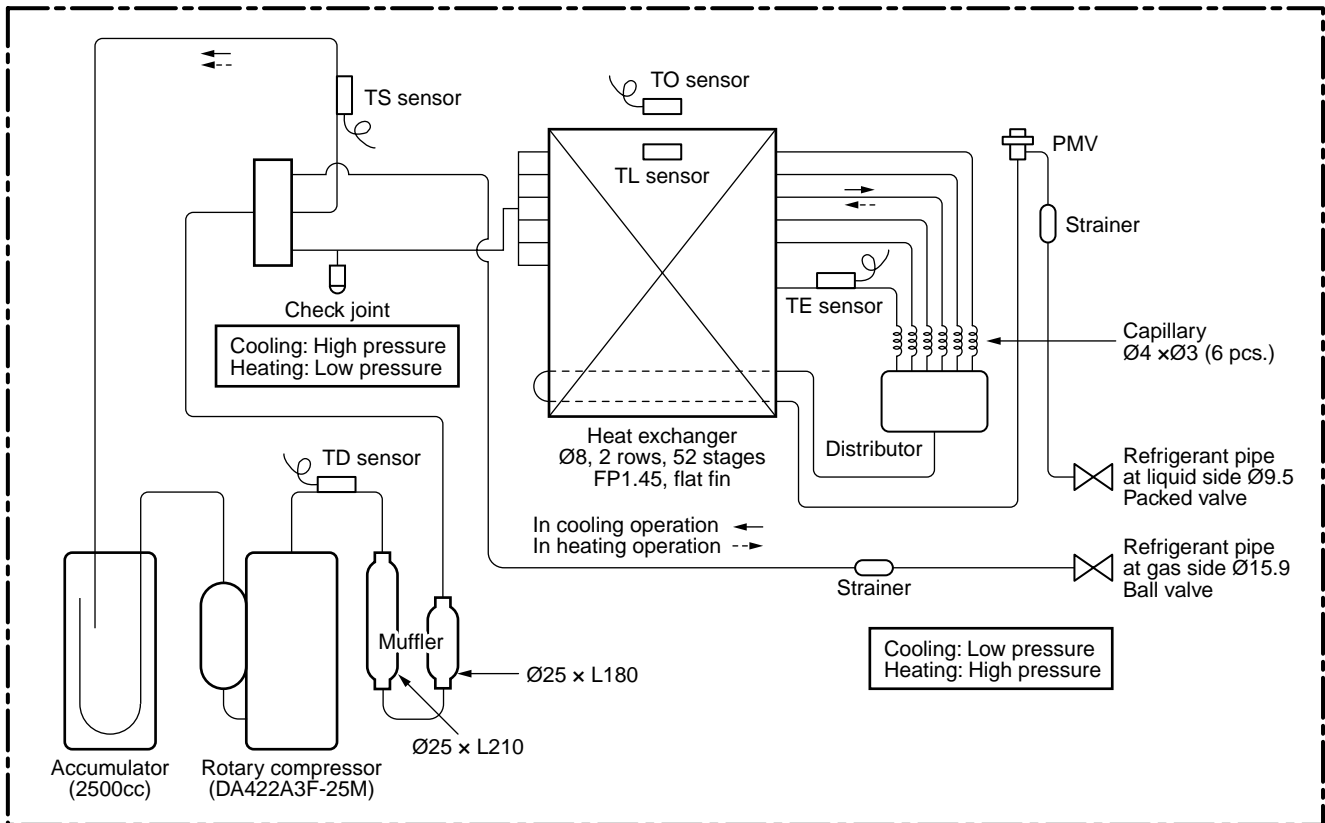 TO sensor
TS sensor
PMV
TL sensor
Strainer
TE sensor
Check joint
Cooling: High pressure
Heating: Low pressure
Capillary
Ø4 ×Ø3 (6 pcs.)
Heat exchanger
Ø8, 2 rows, 52 stages
FP1.45, flat fin
Distributor
Refrigerant pipe
at liquid side Ø9.5
Packed valve
TD sensor
In cooling operation
In heating operation
Refrigerant pipe
at gas side Ø15.9
Ball valve
Strainer
Muffler
Cooling: Low pressure
Heating: High pressure
Ø25 × L180
Ø25 × L210
Accumulator
(2500cc)
Rotary compressor
(DA422A3F-25M)